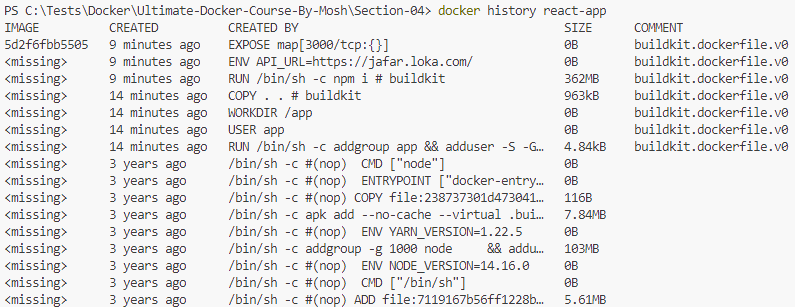 PS C:\Tests\Docker\Ultimate-Docker-Course-By-Mosh\Section-04> docker history react-app
IMAGE CREATED CREATED BY SIZE COMMENT
5d2f6fbb5505 9 minutes ago EXPOSE map[3000/tcp:{}] 0B buildkit.dockerfile.v0
<missing> 9 minutes ago ENV API_URL=https://jafar.loka.com/ 0B buildkit.dockerfile.v0
<missing> 9 minutes ago RUN /bin/sh -c npm i # buildkit 362MB buildkit.dockerfile.v0
<missing> 14 minutes ago COPY . . # buildkit 963kB buildkit.dockerfile.v0
<missing> 14 minutes ago WORKDIR /app 0B buildkit.dockerfile.v0
<missing> 14 minutes ago USER app 0B buildkit.dockerfile.v0
<missing> 14 minutes ago RUN /bin/sh -c addgroup app && adduser -S -G… 4.84kB buildkit.dockerfile.v0
<missing> 3 years ago /bin/sh -c #(nop) CMD ["node"] 0B
<missing> 3 years ago /bin/sh -c #(nop) ENTRYPOINT ["docker-entry… 0B
<missing> 3 years ago /bin/sh -c #(nop) COPY file:238737301d473041… 116B
<missing> 3 years ago /bin/sh -c apk add --no-cache --virtual .bui… 7.84MB
<missing> 3 years ago /bin/sh -c #(nop) ENV YARN_VERSION=1.22.5 0B
<missing> 3 years ago /bin/sh -c addgroup -g 1000 node && addu… 103MB
<missing> 3 years ago /bin/sh -c #(nop) ENV NODE_VERSION=14.16.0 0B
<missing> 3 years ago /bin/sh -c #(nop) CMD ["/bin/sh"] 0B
<missing> 3 years ago /bin/sh -c #(nop) ADD file:7119167b56ff1228b… 5.61MB